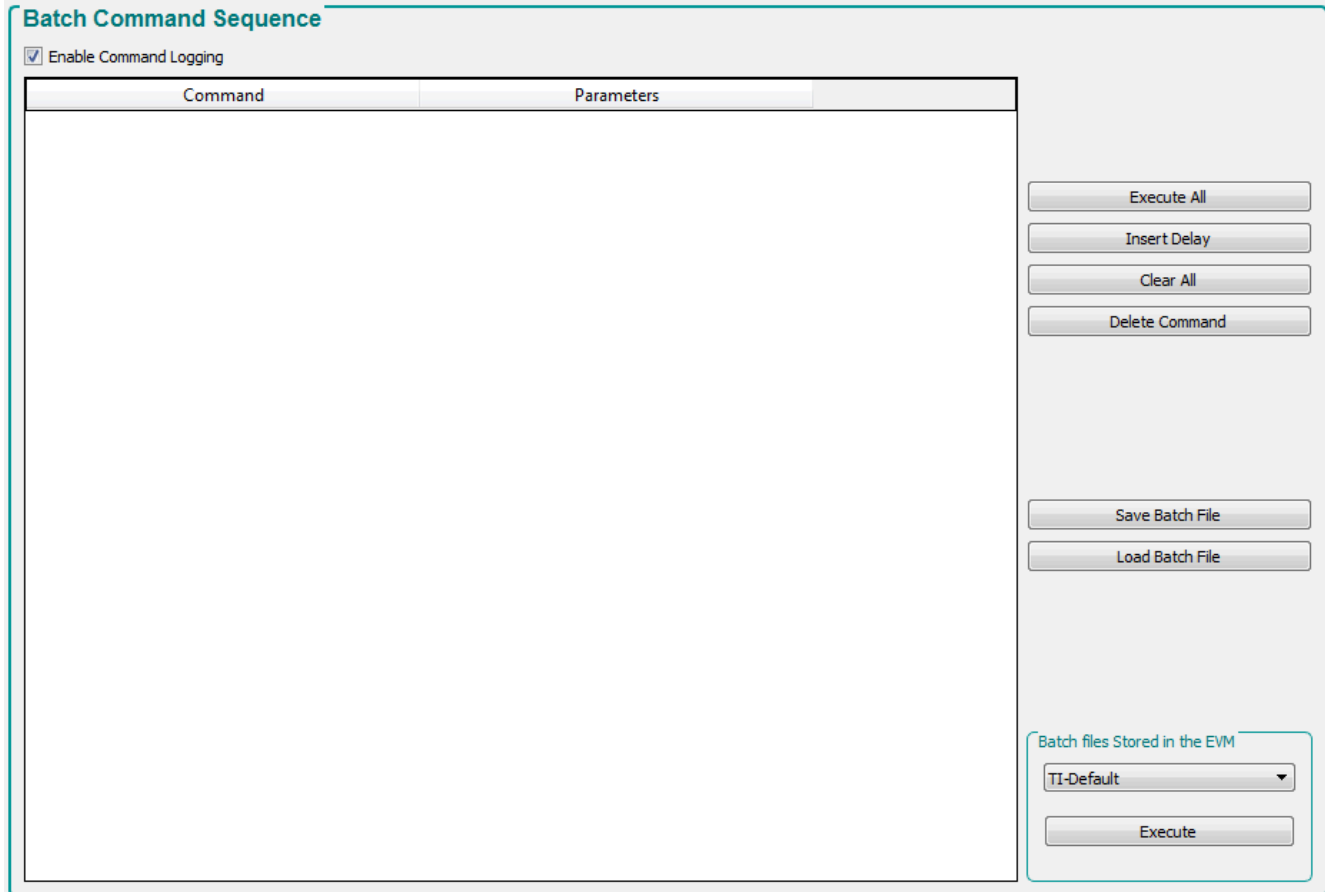 Batch Command Sequence
Enable Command Logging
Command Parameters
Execute All
Insert Delay
Clear All
Delete Command
Save Batch File
Load Batch File
Batch files Stored in the EVM
TI-Default
Execute